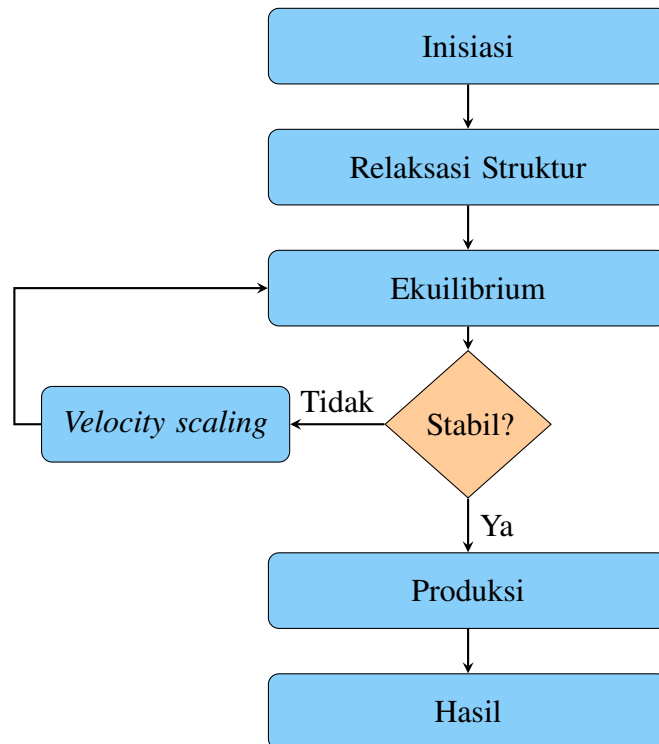 Inisiasi
Relaksasi Struktur
Ekuilibrium
Velocity scaling
Tidak
Stabil?
Ya
Produksi
Hasil